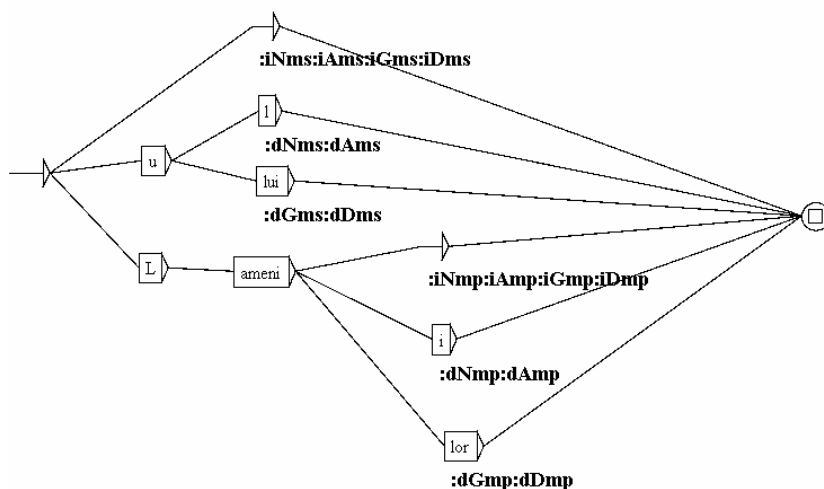 :iNms:iAms:iGms:iDms
l
:dNms:dAms
u
lui
:dGms:dDms
L
ameni
:iNmp:iAmp:iGmp:iDmp
i
:dNmp:dAmp
lor
:dGmp:dDmp